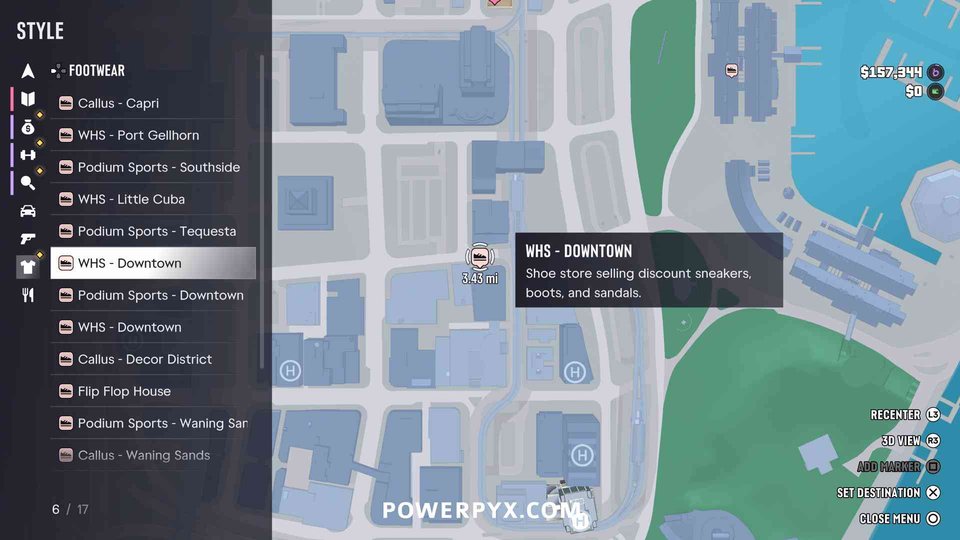 STYLE
FOOTWEAR
Callus - Capri
WHS - Port Gellhorn
Podium Sports - Southside
WHS - Little Cuba
Podium Sports - Tequesta
WHS - Downtown
Podium Sports - Downtown
WHS - Downtown
Callus - Decor District
Flip Flop House
Podium Sports - Waning San
Callus - Waning Sands
6 / 17
3.43 mi
WHS - DOWNTOWN
Shoe store selling discount sneakers,
boots, and sandals.
H
H
H
H
$157,344
$0
RECENTER L3
3D VIEW R3
ADD MARKER
SET DESTINATION
CLOSE MENU
POWERPYX.COM